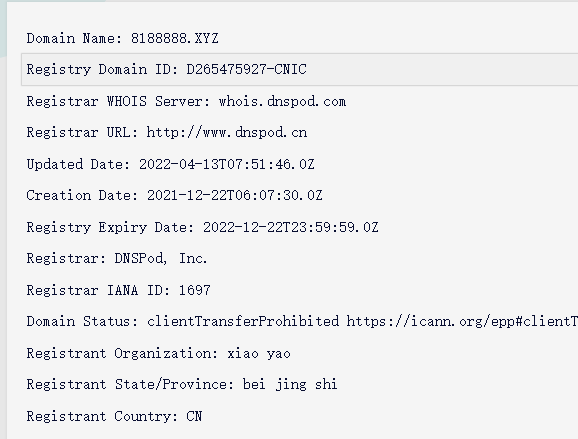 Domain Name: 8188888.XYZ
Registry Domain ID: D265475927-CNIC
Registrar WHOIS Server: whois.dnspod.com
Registrar URL: http://www.dnspod.cn
Updated Date: 2022-04-13T07:51:46.0Z
Creation Date: 2021-12-22T06:07:30.0Z
Registry Expiry Date: 2022-12-22T23:59:59.0Z
Registrar: DNSPod, Inc.
Registrar IANA ID: 1697
Domain Status: clientTransferProhibited https://icann.org/epp#clientT
Registrant Organization: xiao yao
Registrant State/Province: bei jing shi
Registrant Country: CN